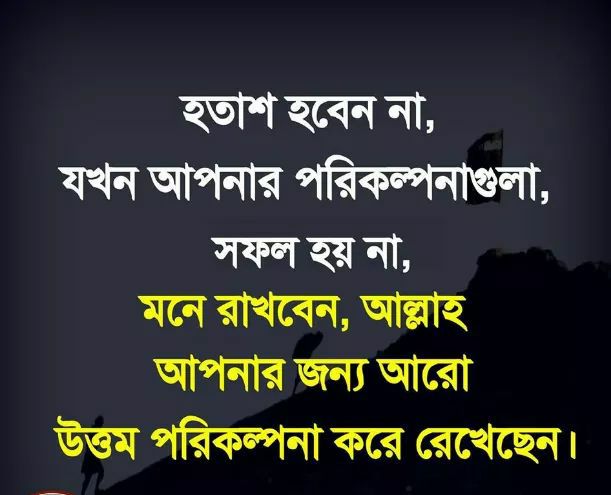 হতাশ হবেন না,
যখন আপনার পরিকল্পনাগুলা,
সফল হয় না,
মনে রাখবেন, আল্লাহ
আপনার জন্য আরো
উত্তম পরিকল্পনা করে রেখেছেন।